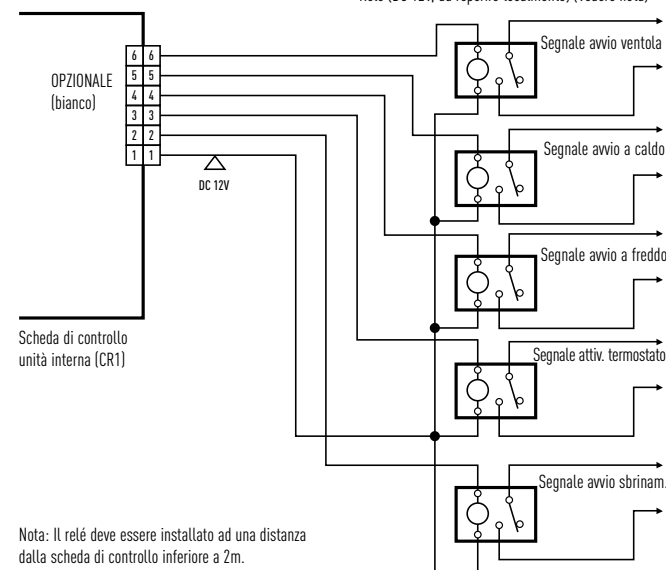 Segnale avvio ventola
6 6
OPZIONALE
5 5
(bianco)
4 4
3 3
2 2
1 1
DC 12V
Segnale avvio a caldo
Segnale avvio a freddo
Scheda di controllo
unità interna (CR1)
Segnale attiv. termostato
Segnale avvio sbrinam.
Nota: Il relé deve essere installato ad una distanza
dalla scheda di controllo inferiore a 2m.